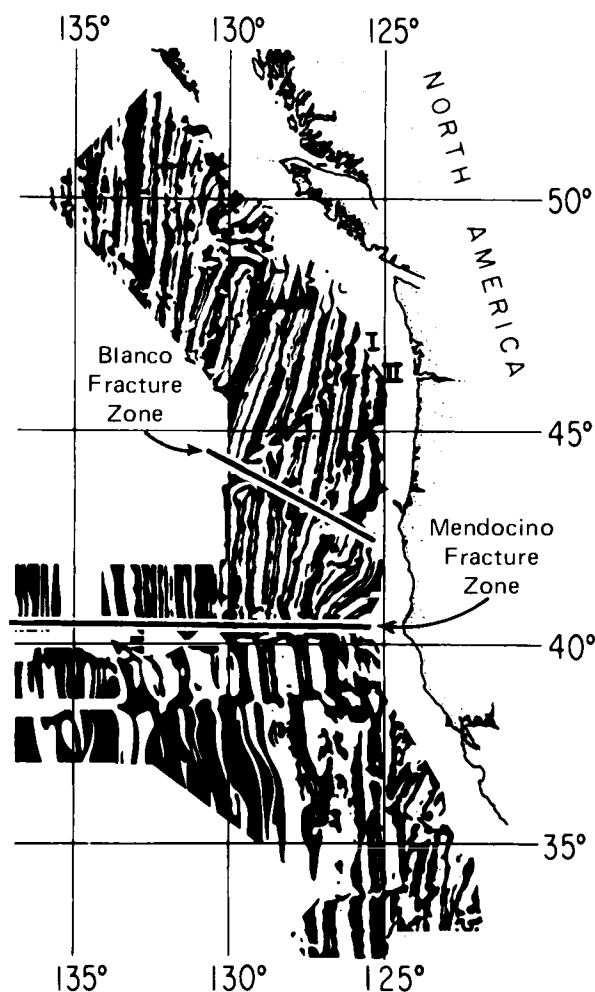 135°
130°
125°
NORTH
AMERICA
50°
I
II
Blanco
Fracture
Zone
45°
Mendocino
Fracture
Zone
40°
35°
135°
130°
125°